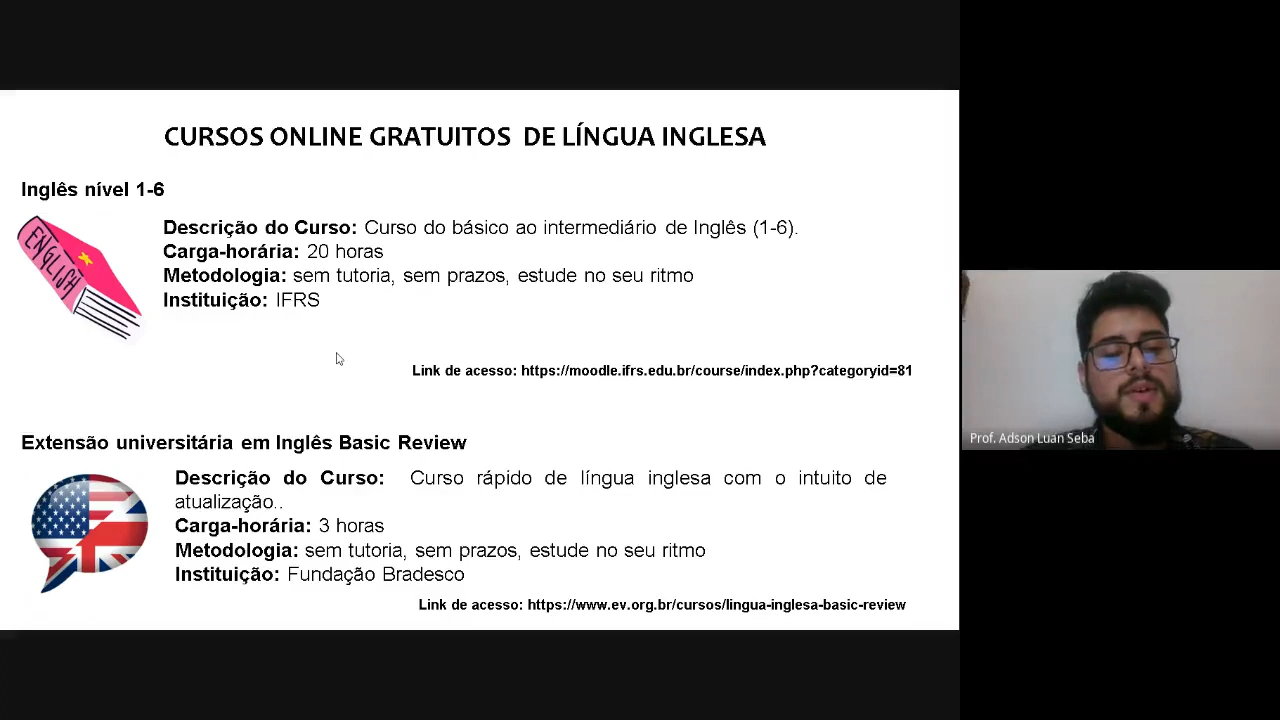 CURSOS ONLINE GRATUITOS DE LÍNGUA INGLESA
Inglês nível 1-6
ENGLISH
Descrição do Curso: Curso do básico ao intermediário de Inglês (1-6).
Carga-horária: 20 horas
Metodologia: sem tutoria, sem prazos, estude no seu ritmo
Instituição: IFRS
Link de acesso: https://moodle.ifrs.edu.br/course/index.php?categoryid=81
Extensão universitária em Inglês Basic Review
Descrição do Curso: Curso rápido de língua inglesa com o intuito de
atualização..
Carga-horária: 3 horas
Metodologia: sem tutoria, sem prazos, estude no seu ritmo
Instituição: Fundação Bradesco
Link de acesso: https://www.ev.org.br/cursos/lingua-inglesa-basic-review
Prof. Adson Luan Seba